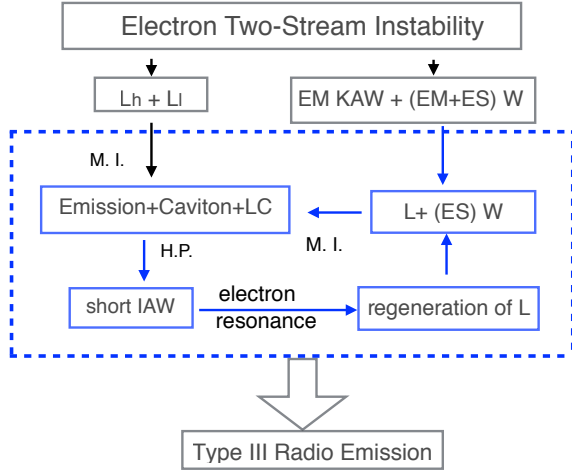 Electron Two-Stream Instability
Lh + Ll
EM KAW + (EM+ES) W
M. I.
Emission+Caviton+LC
L+ (ES) W
M. I.
H.P.
short IAW
electron
resonance
regeneration of L
Type III Radio Emission